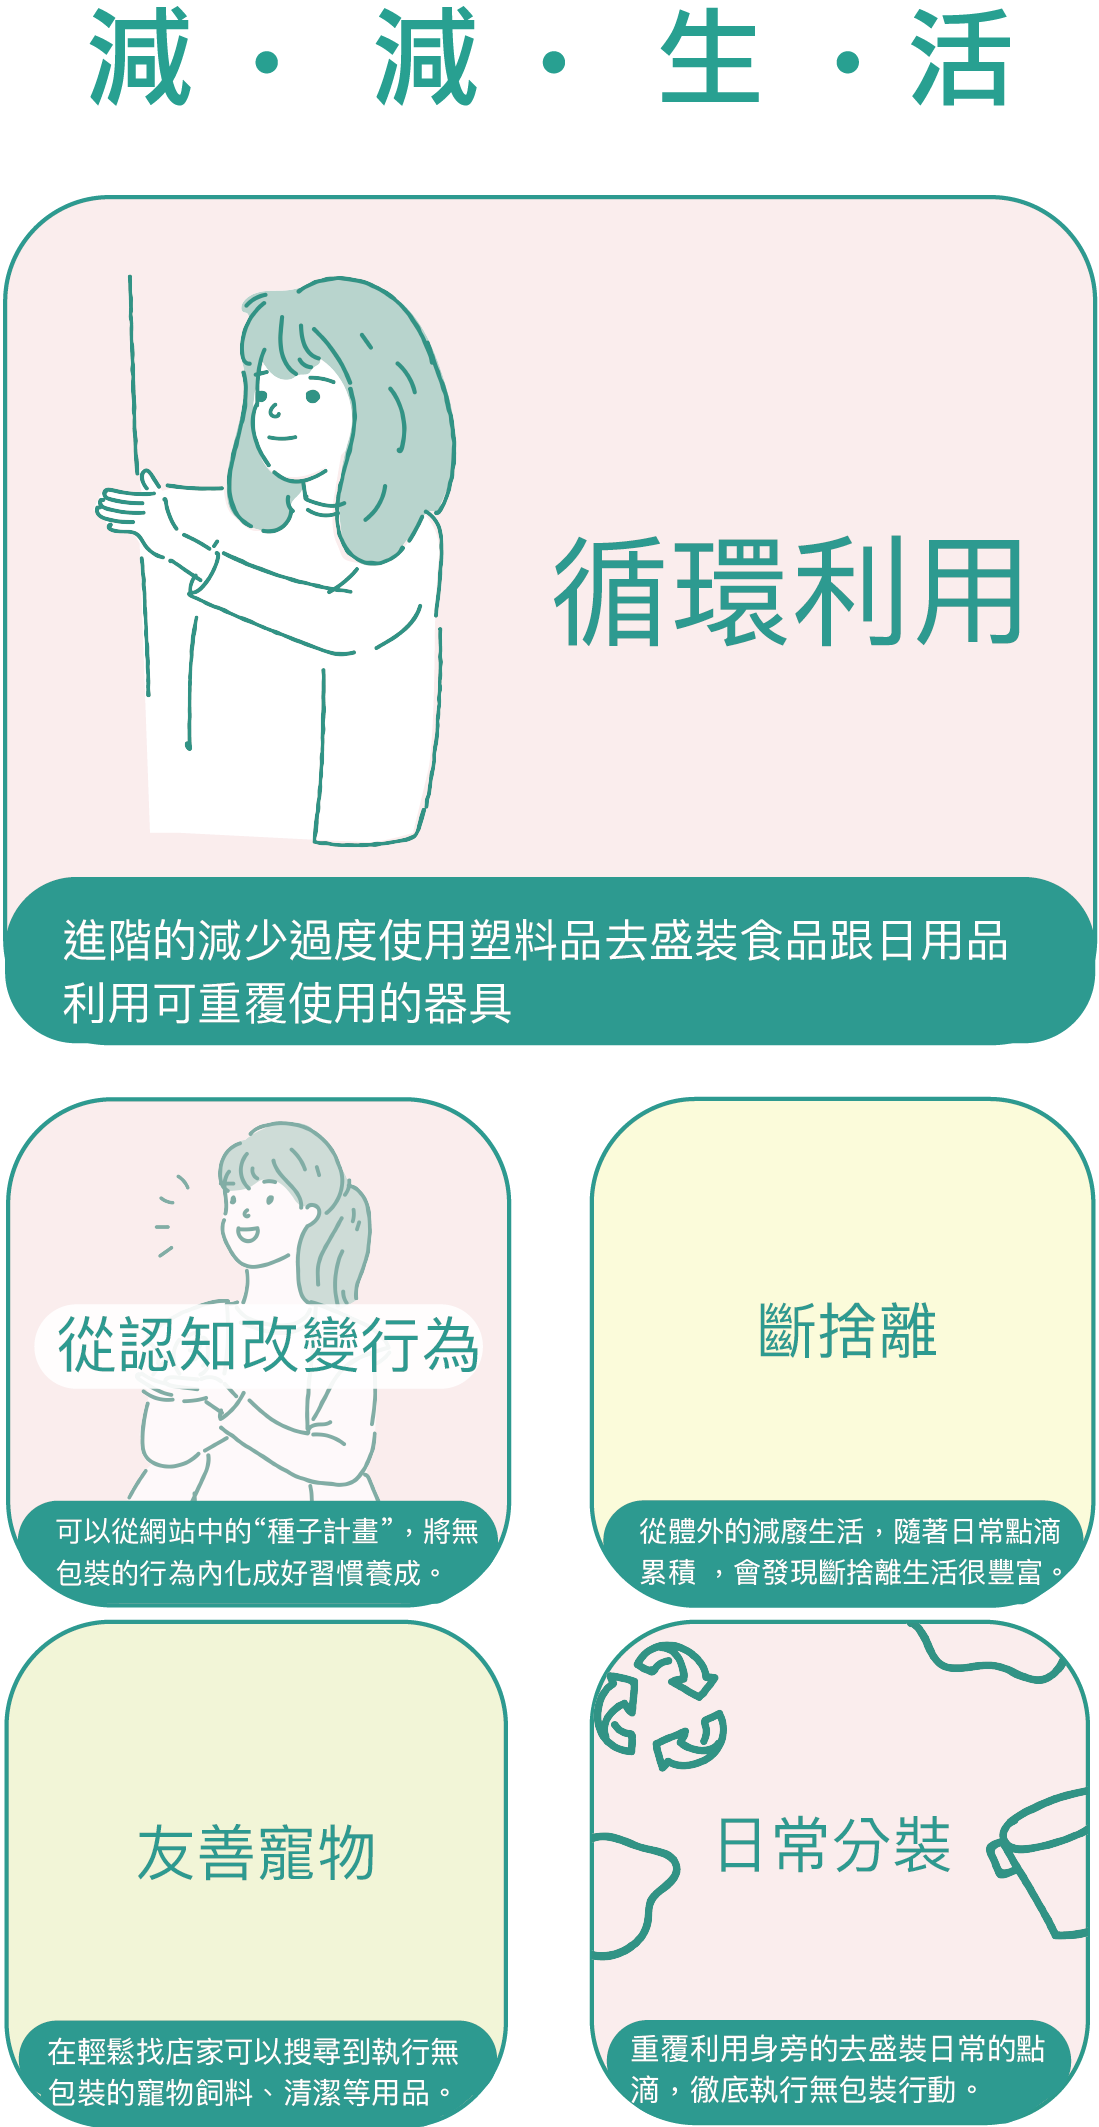 減・減生・活
循環利用
進階的減少過度使用塑料品去盛裝食品跟日用品
利用可重覆使用的器具
從認知改變行為
可以從網站中的“種子計畫”，將無
包裝的行為內化成好習慣養成。
斷捨離
從體外的減廢生活，隨著日常點滴
累積 ，會發現斷捨離生活很豐富。
友善寵物
在輕鬆找店家可以搜尋到執行無
包裝的寵物飼料、清潔等用品。
日常分裝
重覆利用身旁的去盛裝日常的點
滴，徹底執行無包裝行動。